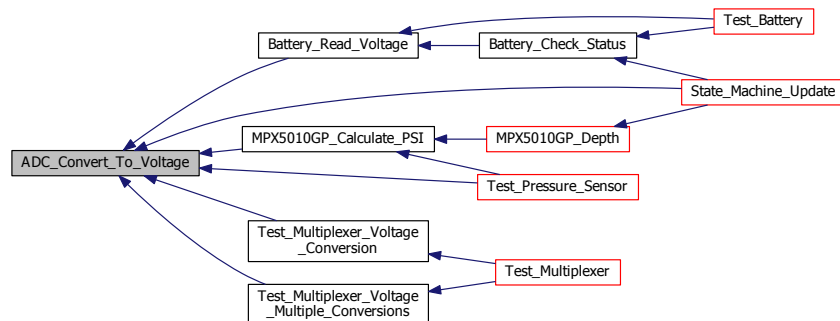 Test_Battery
Battery_Read_Voltage
Battery_Check_Status
State_Machine_Update
MPX5010GP_Calculate_PSI
MPX5010GP_Depth
ADC_Convert_To_Voltage
Test_Pressure_Sensor
Test_Multiplexer_Voltage
_Conversion
Test_Multiplexer
Test_Multiplexer_Voltage
_Multiple_Conversions